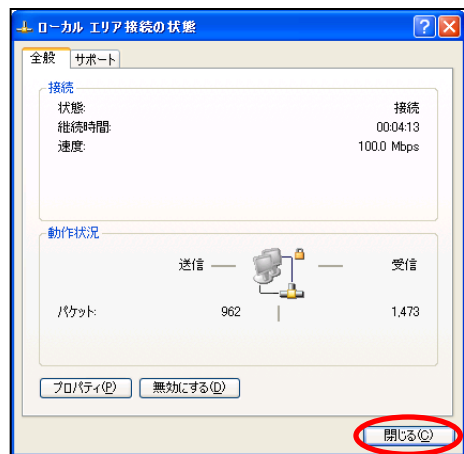 ローカル エリア接続の状態
全般 サポート
接続
状態: 接続
継続時間: 00:04:13
速度: 100.0 Mbps
動作状況
送信 受信
パケット: 962 1,473
プロパティ(P) 無効にする(D)
閉じる(C)